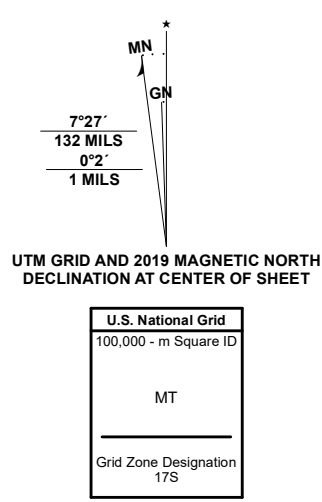 ★
MN
GN
7°27´
132 MILS
0°2´
1 MILS
UTM GRID AND 2019 MAGNETIC NORTH
DECLINATION AT CENTER OF SHEET
U.S. National Grid
100,000 - m Square ID
MT
Grid Zone Designation
17S